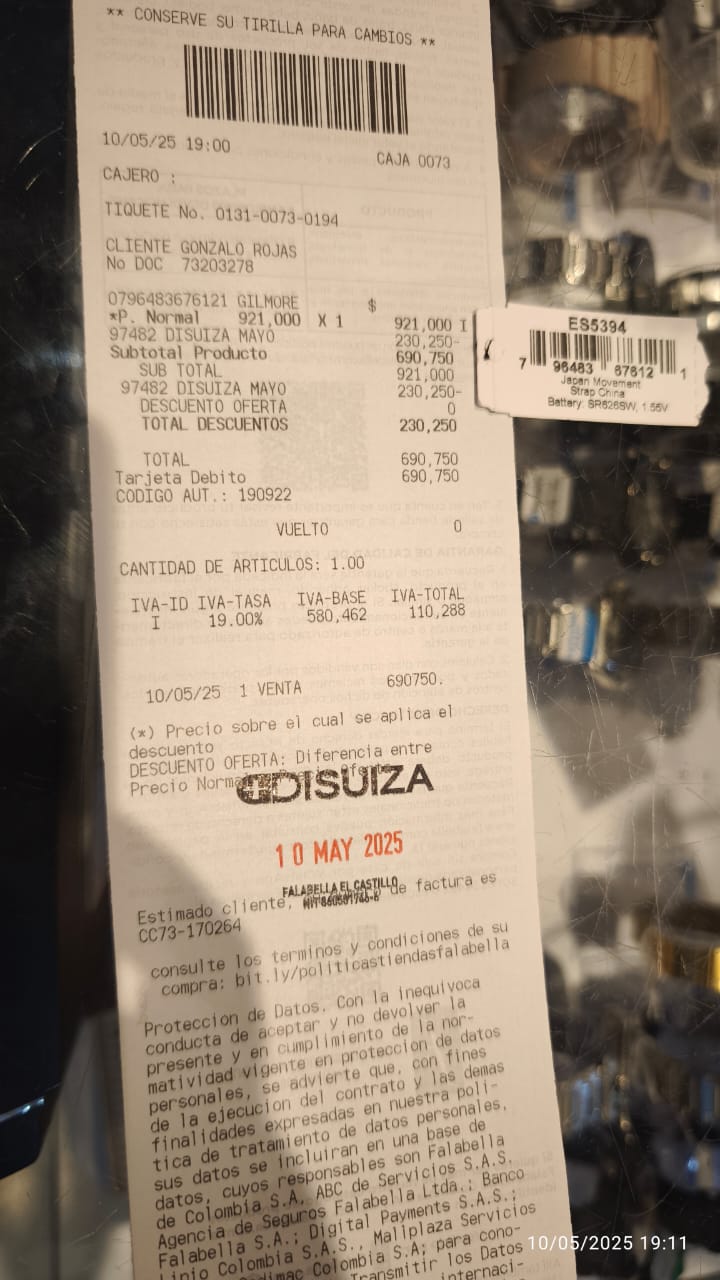 ** CONSERVE SU TIRILLA PARA CAMBIOS **
10/05/25 19:00 CAJA 0073
CAJERO :
TIQUETE No. 0131-0073-0194
CLIENTE GONZALO ROJAS
No DOC 73203278
0796483676121 GILMORE $
*P. Normal 921,000 X 1 921,000 I
97482 DISUIZA MAYO 230,250-
Subtotal Producto 690,750
SUB TOTAL 921,000
97482 DISUIZA MAYO 230,250-
DESCUENTO OFERTA 0
TOTAL DESCUENTOS 230,250
TOTAL 690,750
Tarjeta Debito 690,750
CODIGO AUT.: 190922
VUELTO 0
CANTIDAD DE ARTICULOS: 1.00
IVA-ID IVA-TASA IVA-BASE IVA-TOTAL
I 19.00% 580,462 110,288
10/05/25 1 VENTA 690750.
(*) Precio sobre el cual se aplica el
descuento
DESCUENTO OFERTA: Diferencia entre
Precio
DISUIZA
10 MAY 2025
FALABELLA EL CASTILLO
Estimado cliente, de factura es
CC73-170264
consulte los terminos y condiciones de su
compra: bit.ly/politicastiendasfalabella
Proteccion de Datos. Con la inequivoca
conducta de aceptar y no devolver la
presente y en cumplimiento de la nor-
matividad vigente en proteccion de datos
personales, se advierte que, con fines
de la ejecucion del contrato y las demas
finalidades expresadas en nuestra poli-
tica de tratamiento de datos personales,
sus datos se incluiran en una base de
datos, cuyos responsables son Falabella
de Colombia S.A, ABC de Servicios S.A.S,
Agencia de Seguros Falabella Ltda.; Banco
Falabella S.A.; Digital Payments S.A.S.;
Colombia S.A.S., Mallplaza Servicios
Colombia S.A; para cono-
Transmitir los Datos
internaci-
ES5394
7 96483 67612 1
Japan Movement
Strap China
Battery: SR626SW, 1.55V
10/05/2025 19:11